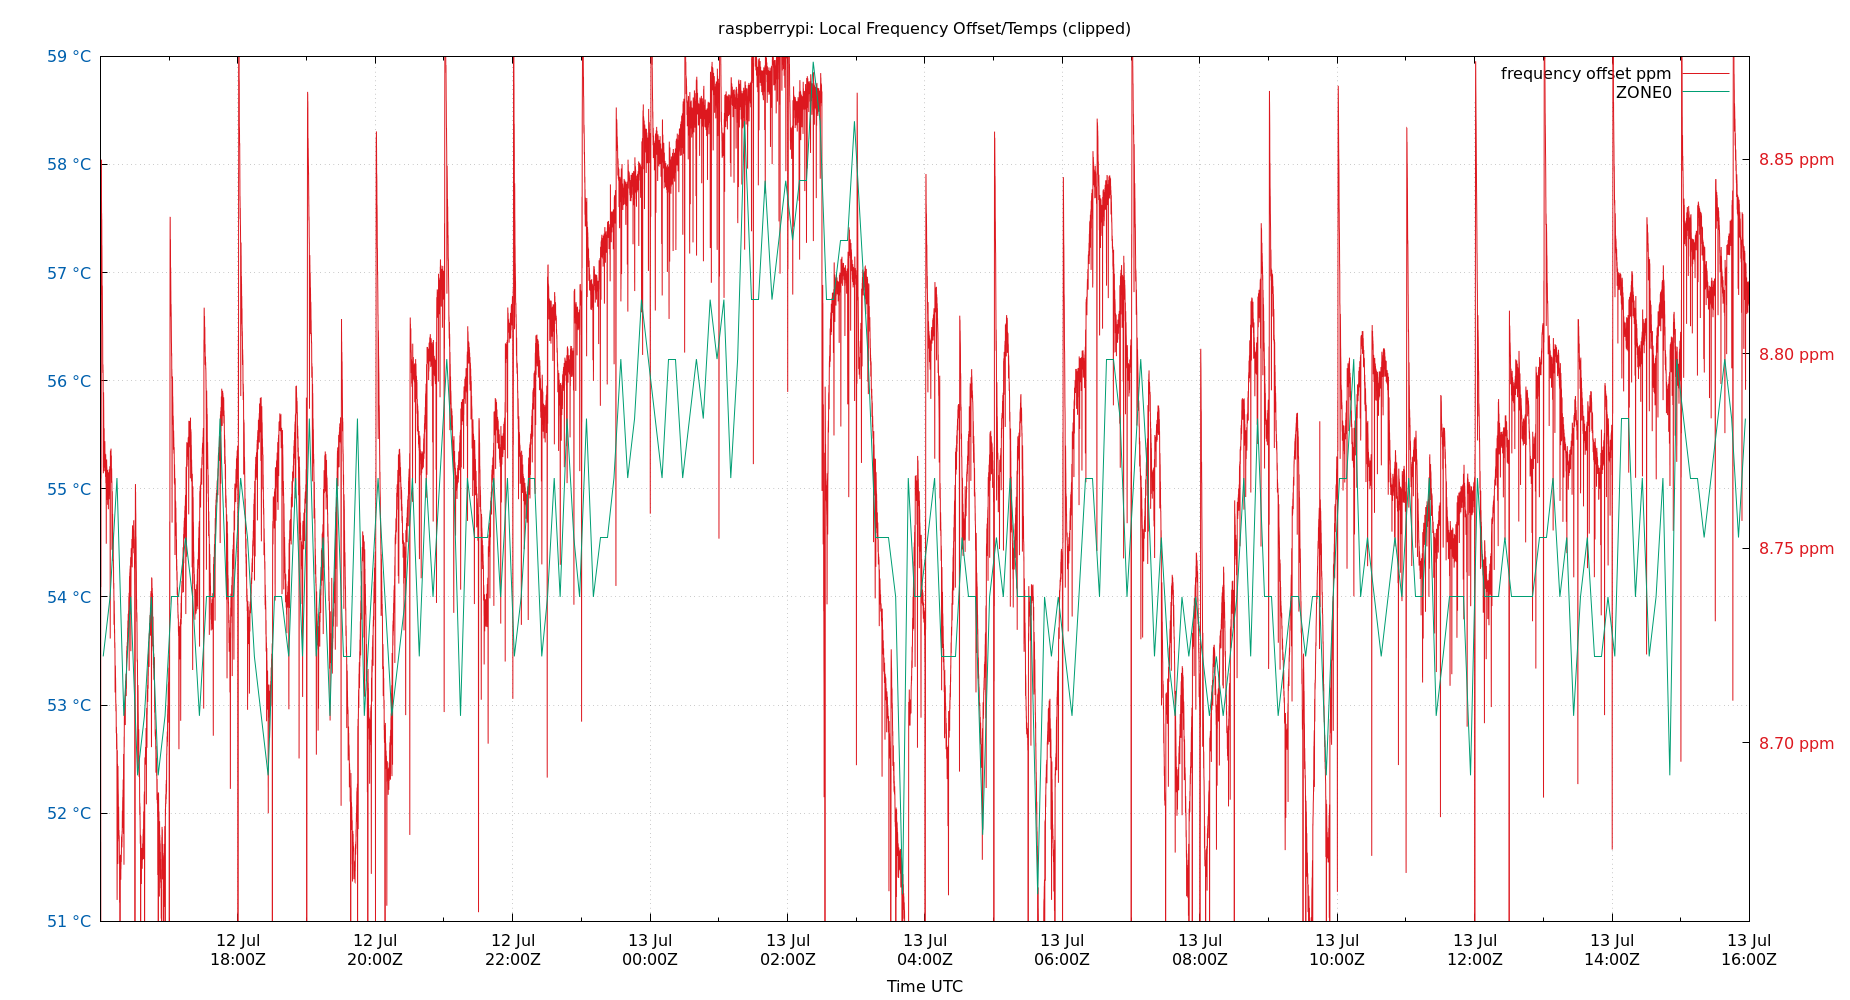 raspberrypi: Local Frequency Offset/Temps (clipped)
59 °C
58 °C
57 °C
56 °C
55 °C
54 °C
53 °C
52 °C
51 °C
frequency offset ppm
ZONE0
8.85 ppm
8.80 ppm
8.75 ppm
8.70 ppm
12 Jul 12 Jul 12 Jul 13 Jul 13 Jul 13 Jul 13 Jul 13 Jul 13 Jul 13 Jul 13 Jul 13 Jul
18:00Z 20:00Z 22:00Z 00:00Z 02:00Z 04:00Z 06:00Z 08:00Z 10:00Z 12:00Z 14:00Z 16:00Z
Time UTC